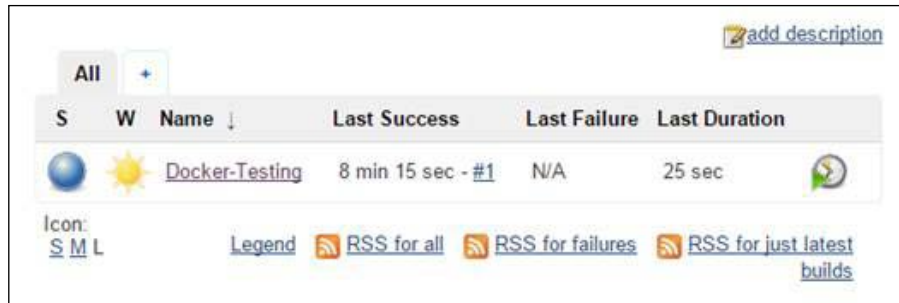 add description
All +
S W Name ↓ Last Success Last Failure Last Duration
Docker-Testing 8 min 15 sec - #1 N/A 25 sec
Icon:
S M L Legend RSS for all RSS for failures RSS for just latest
builds